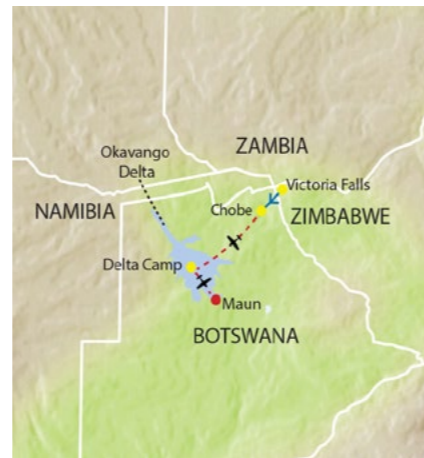 ZAMBIA
Okavango
Delta
Victoria Falls
NAMIBIA
Chobe
ZIMBABWE
Delta Camp
Maun
BOTSWANA